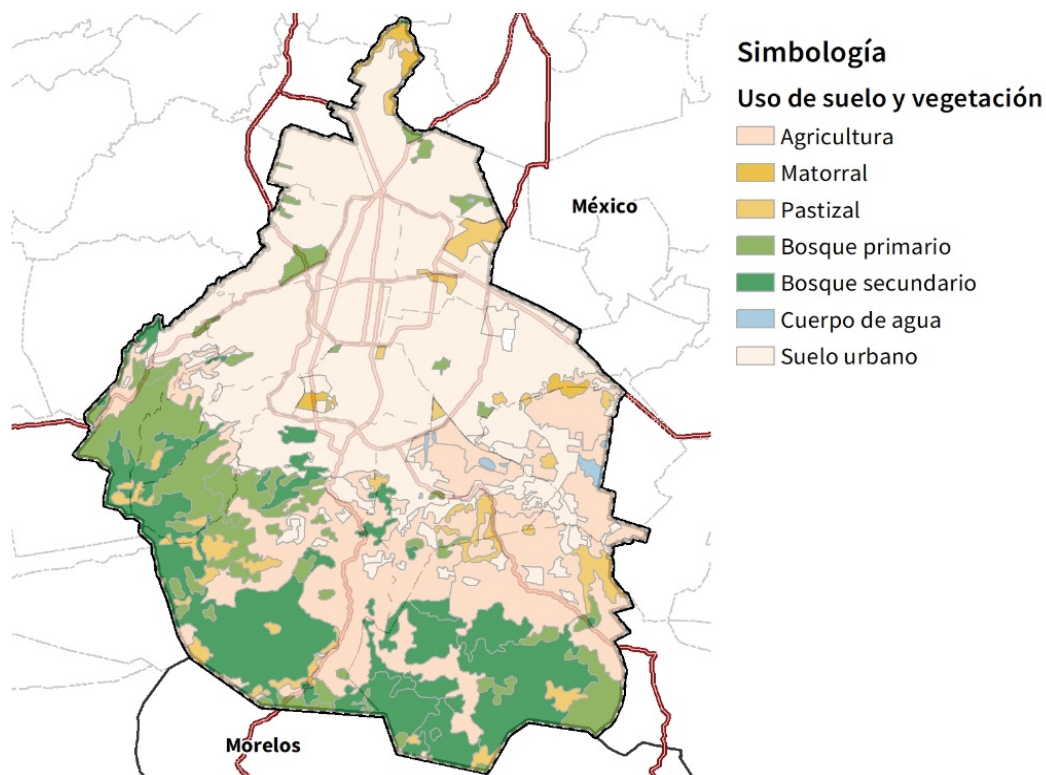 Simbología
Uso de suelo y vegetación
Agricultura
Matorral
Pastizal
Bosque primario
Bosque secundario
Cuerpo de agua
Suelo urbano
México
Morelos